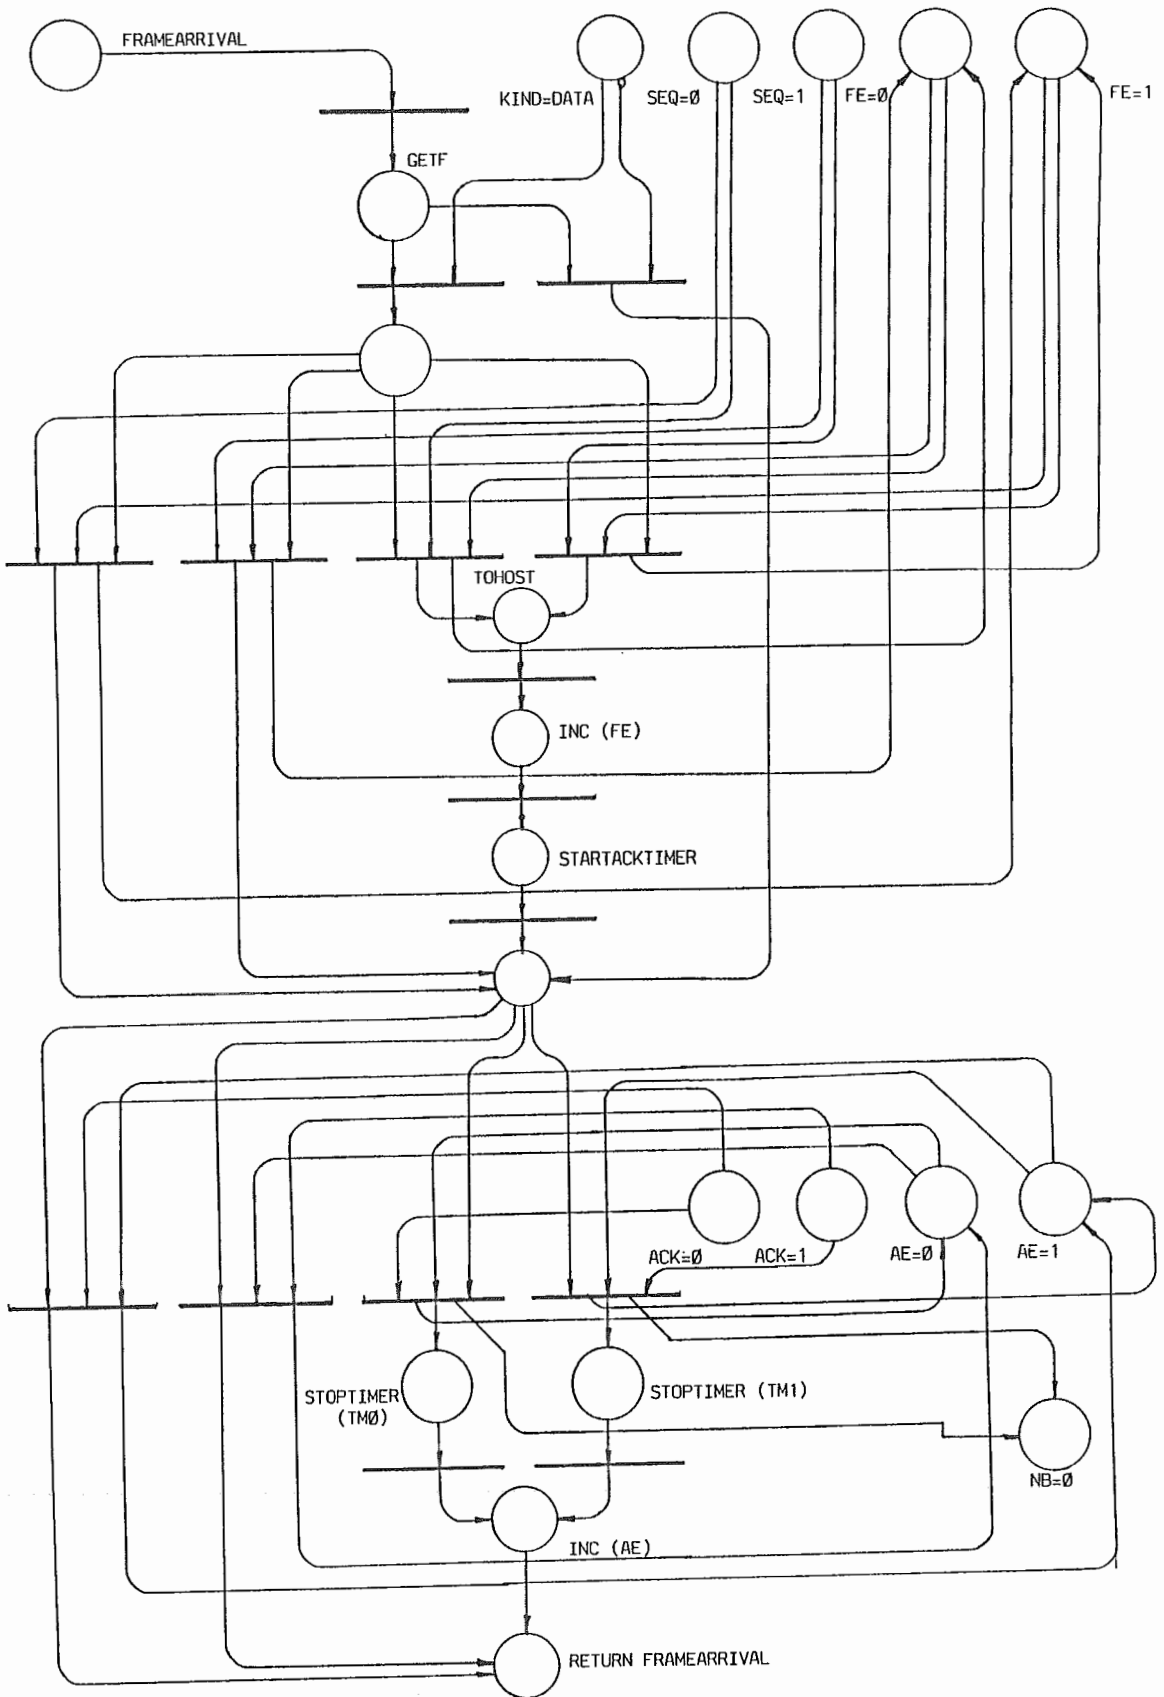 FRAMEARRIVAL
KIND=DATA
SEQ=Ø
SEQ=1
FE=Ø
FE=1
GETF
TOHOST
INC (FE)
STARTACKTIMER
ACK=Ø
ACK=1
AE=Ø
AE=1
STOPTIMER
(TMØ)
STOPTIMER (TM1)
NB=Ø
INC (AE)
RETURN FRAMEARRIVAL